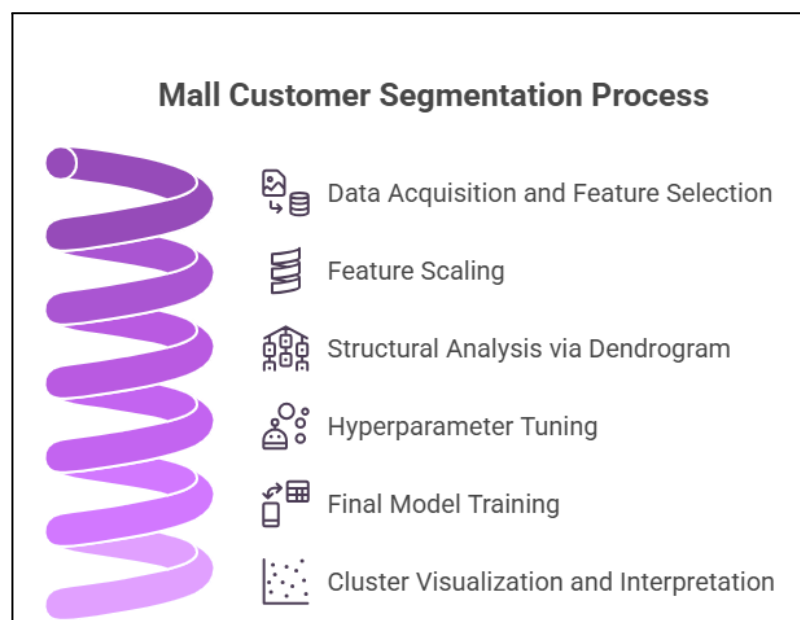 Mall Customer Segmentation Process
Data Acquisition and Feature Selection
Feature Scaling
Structural Analysis via Dendrogram
Hyperparameter Tuning
Final Model Training
Cluster Visualization and Interpretation